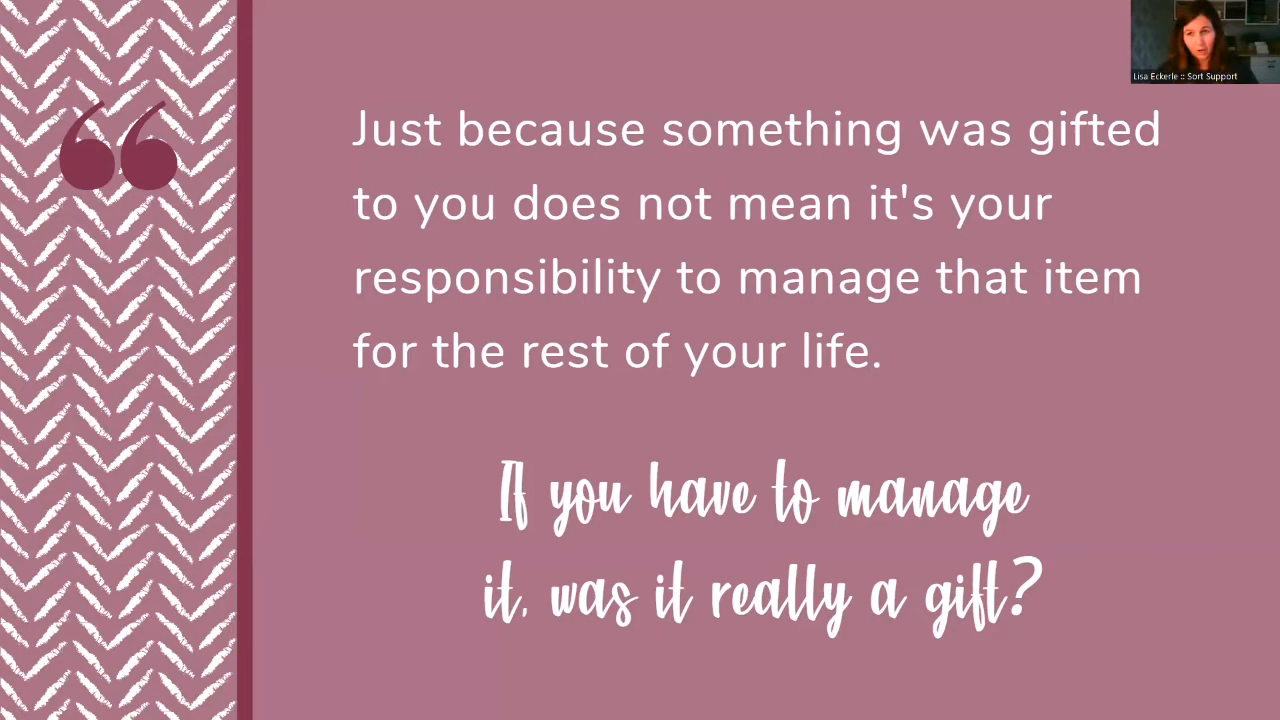 Lisa Eckerle :: Sort Support
Just because something was gifted
to you does not mean it's your
responsibility to manage that item
for the rest of your life.
If you have to manage
it, was it really a gift?